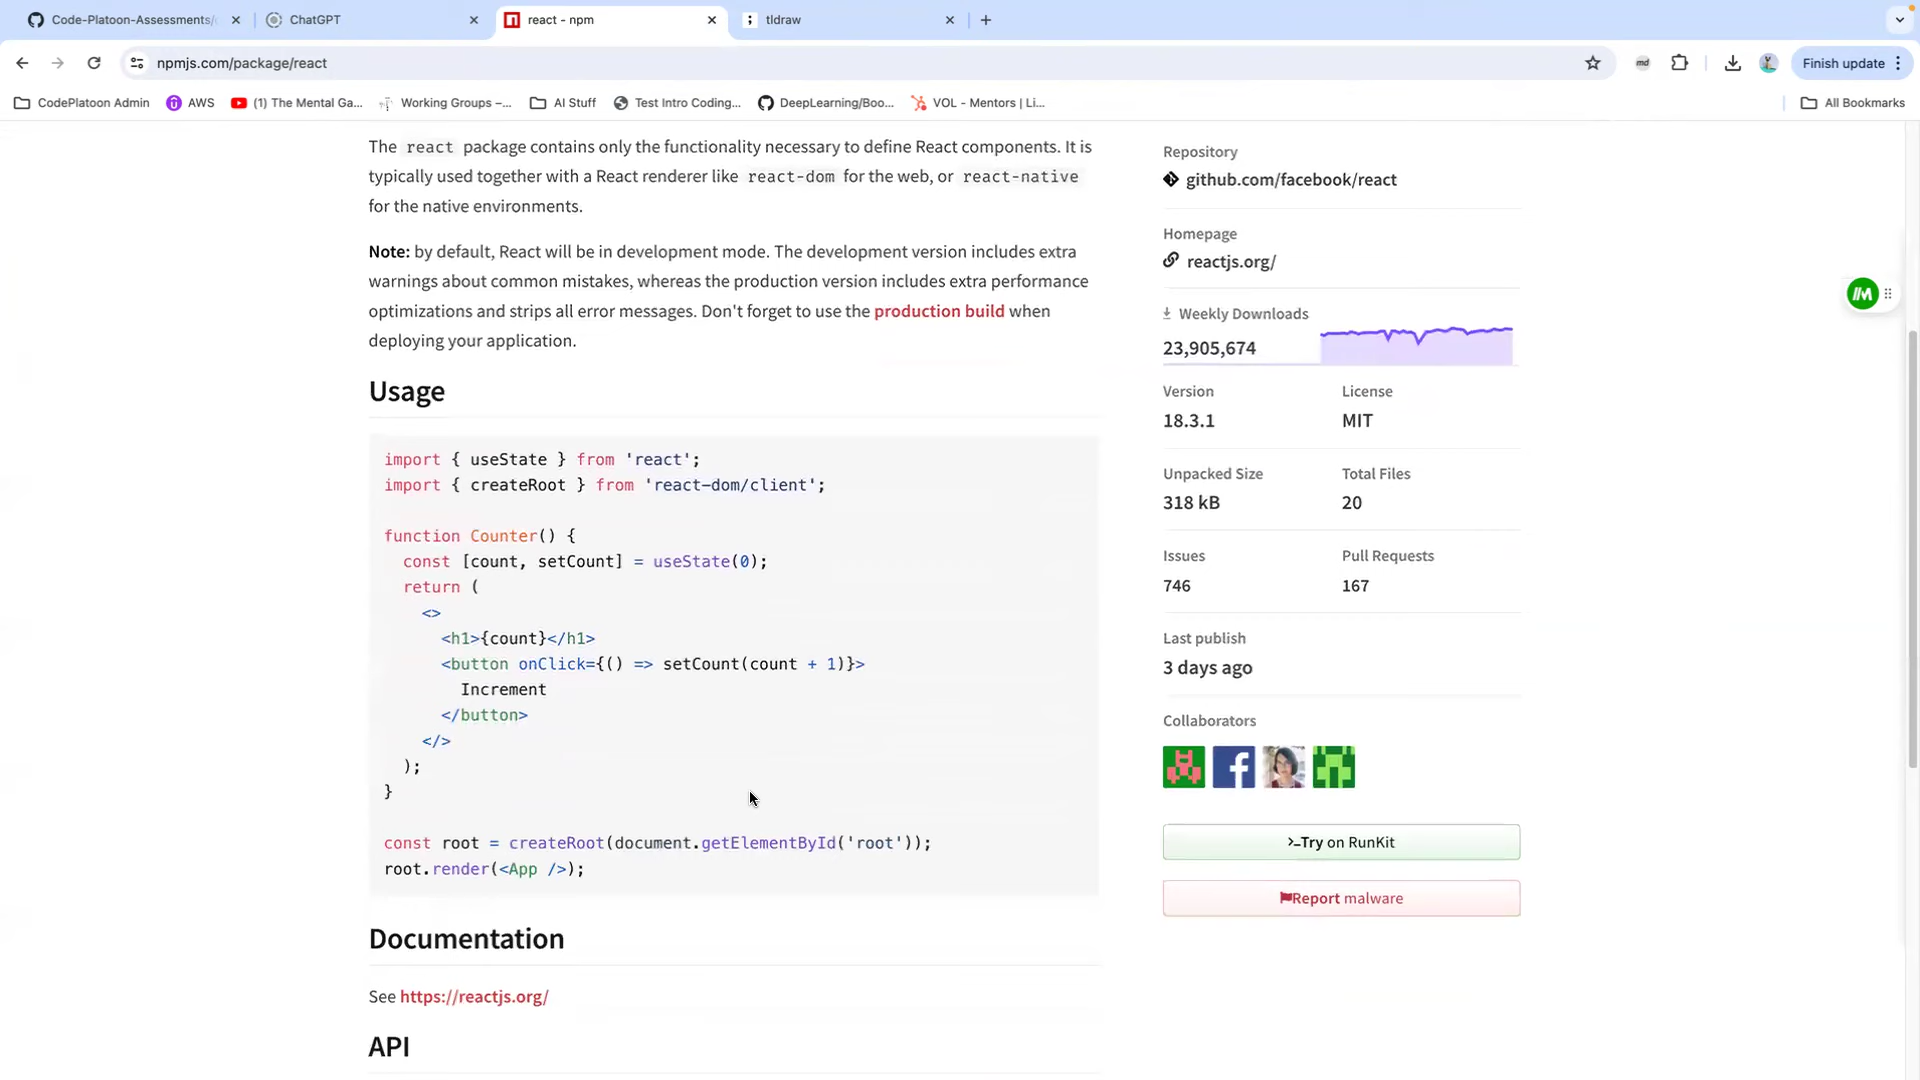 Code-Platoon-Assessments/
ChatGPT
react - npm
tldraw
npmjs.com/package/react
Finish update
CodePlatoon Admin
AWS
(1) The Mental Ga...
Working Groups –...
AI Stuff
Test Intro Coding...
DeepLearning/Boo...
VOL - Mentors | Li...
All Bookmarks
The react package contains only the functionality necessary to define React components. It is
typically used together with a React renderer like react-dom for the web, or react-native
for the native environments.
Note: by default, React will be in development mode. The development version includes extra
warnings about common mistakes, whereas the production version includes extra performance
optimizations and strips all error messages. Don't forget to use the production build when
deploying your application.
Usage
import { useState } from 'react';
import { createRoot } from 'react-dom/client';
function Counter() {
const [count, setCount] = useState(0);
return (
<>
<h1>{count}</h1>
<button onClick={() => setCount(count + 1)}>
Increment
</button>
</>
);
}
const root = createRoot(document.getElementById('root'));
root.render(<App />);
Documentation
See https://reactjs.org/
API
Repository
github.com/facebook/react
Homepage
reactjs.org/
Weekly Downloads
23,905,674
Version
License
18.3.1
MIT
Unpacked Size
Total Files
318 kB
20
Issues
Pull Requests
746
167
Last publish
3 days ago
Collaborators
>_Try on RunKit
Report malware